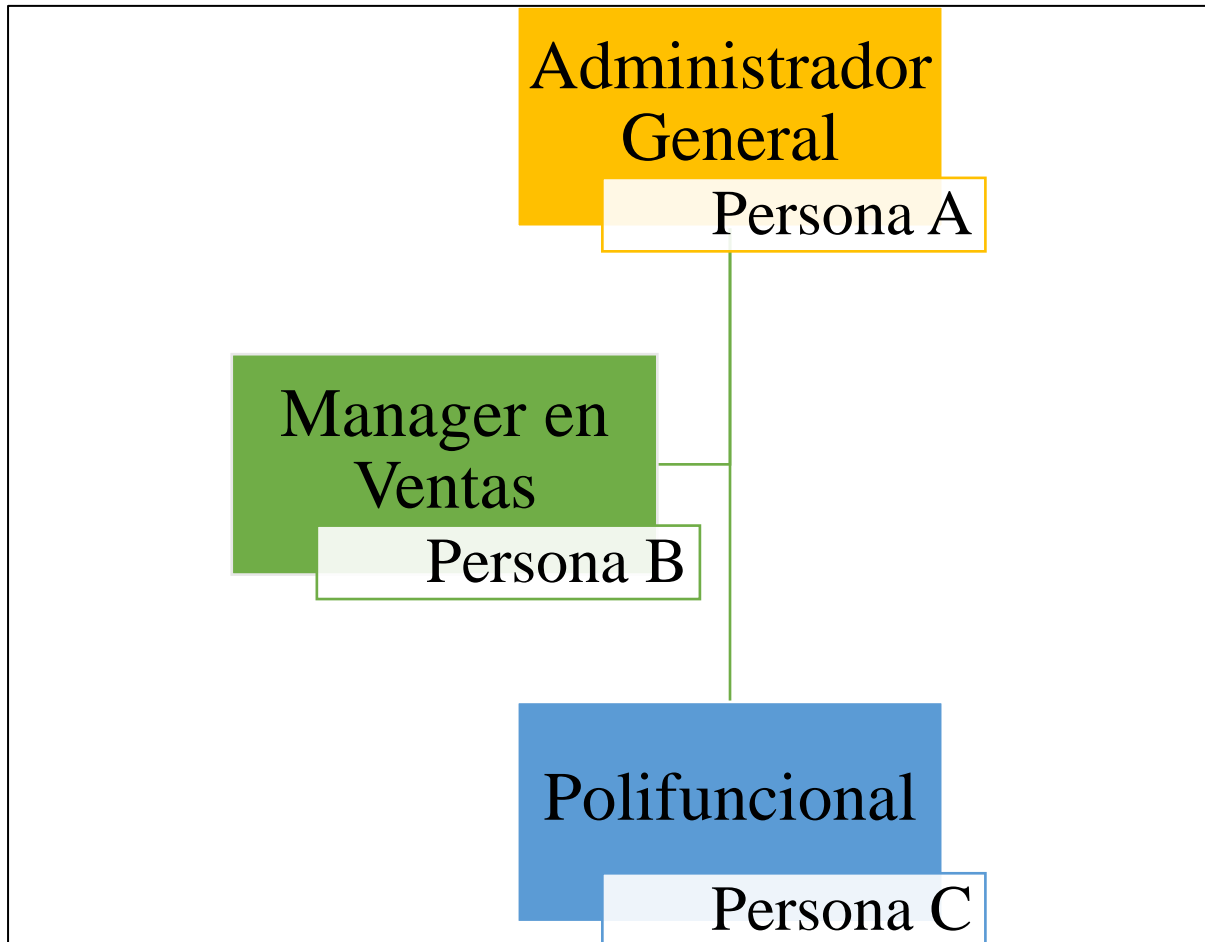 Administrador
General
Persona A
Manager en
Ventas
Persona B
Polifuncional
Persona C